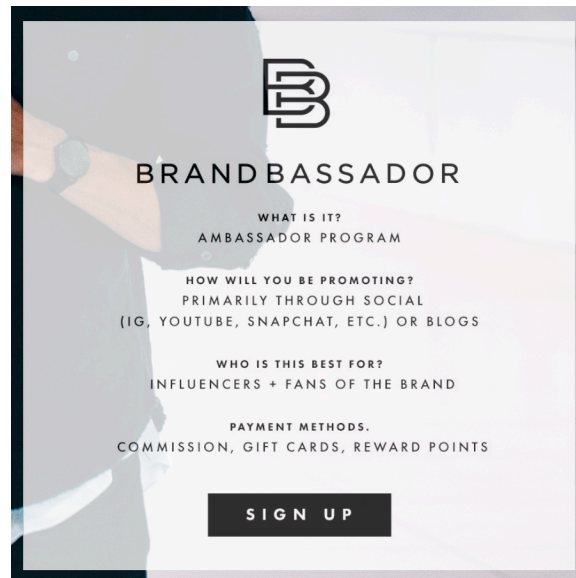 BRANDBASSADOR
WHAT IS IT?
AMBASSADOR PROGRAM
HOW WILL YOU BE PROMOTING?
PRIMARILY THROUGH SOCIAL
(IG, YOUTUBE, SNAPCHAT, ETC.) OR BLOGS
WHO IS THIS BEST FOR?
INFLUENCERS + FANS OF THE BRAND
PAYMENT METHODS.
COMMISSION, GIFT CARDS, REWARD POINTS
SIGN UP